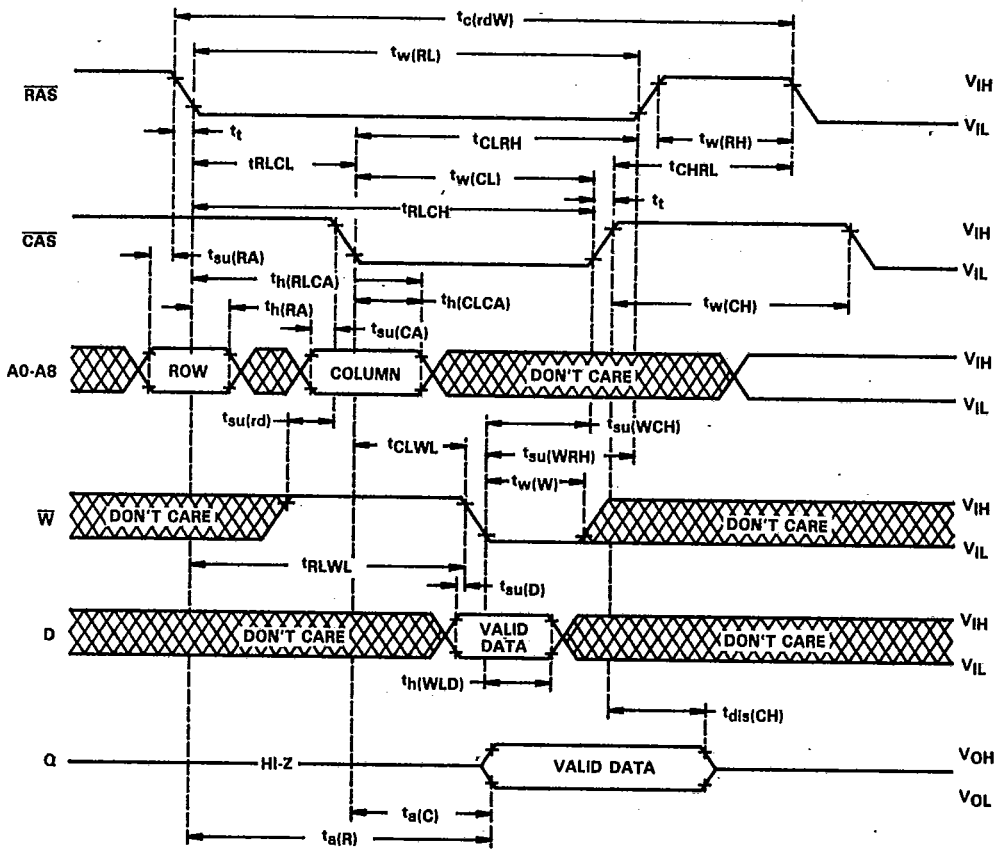 tc(rdW)
tw(RL)
RAS
VIH
VIL
tt
tCLRH
tw(RH)
tRLCL
tCHRL
tw(CL)
tt
tRLCH
CAS
VIH
VIL
tsu(RA)
th(RLCA)
th(CLCA)
tw(CH)
th(RA)
tsu(CA)
A0-A8
ROW
COLUMN
DON'T CARE
VIH
VIL
tsu(rd)
tsu(WCH)
tCLWL
tsu(WRH)
tw(W)
W
DON'T CARE
DON'T CARE
VIH
VIL
tRLWL
tsu(D)
D
DON'T CARE
VALID
DATA
DON'T CARE
VIH
VIL
th(WLD)
tdis(CH)
Q
HI-Z
VALID DATA
VOH
VOL
ta(C)
ta(R)